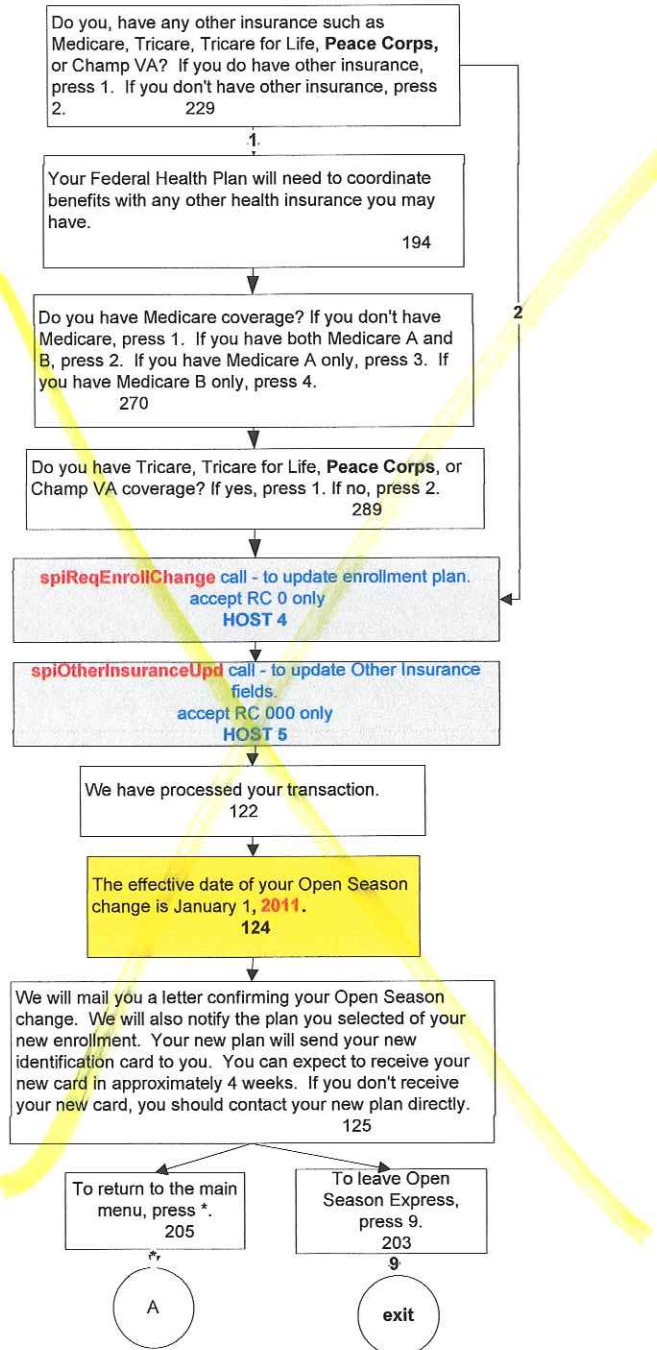 Do you, have any other insurance such as
Medicare, Tricare, Tricare for Life, Peace Corps,
or Champ VA? If you do have other insurance,
press 1. If you don't have other insurance, press
2. 229
1
Your Federal Health Plan will need to coordinate
benefits with any other health insurance you may
have.
194
2
Do you have Medicare coverage? If you don't have
Medicare, press 1. If you have both Medicare A and
B, press 2. If you have Medicare A only, press 3. If
you have Medicare B only, press 4.
270
Do you have Tricare, Tricare for Life, Peace Corps, or
Champ VA coverage? If yes, press 1. If no, press 2.
289
spiReqEnrollChange call - to update enrollment plan.
accept RC 0 only
HOST 4
spiOtherInsuranceUpd call - to update Other Insurance
fields.
accept RC 000 only
HOST 5
We have processed your transaction.
122
The effective date of your Open Season
change is January 1, 2011.
124
We will mail you a letter confirming your Open Season
change. We will also notify the plan you selected of your
new enrollment. Your new plan will send your new
identification card to you. You can expect to receive your
new card in approximately 4 weeks. If you don't receive
your new card, you should contact your new plan directly.
125
To return to the main
menu, press *.
205
*
A
To leave Open
Season Express,
press 9.
203
9
exit